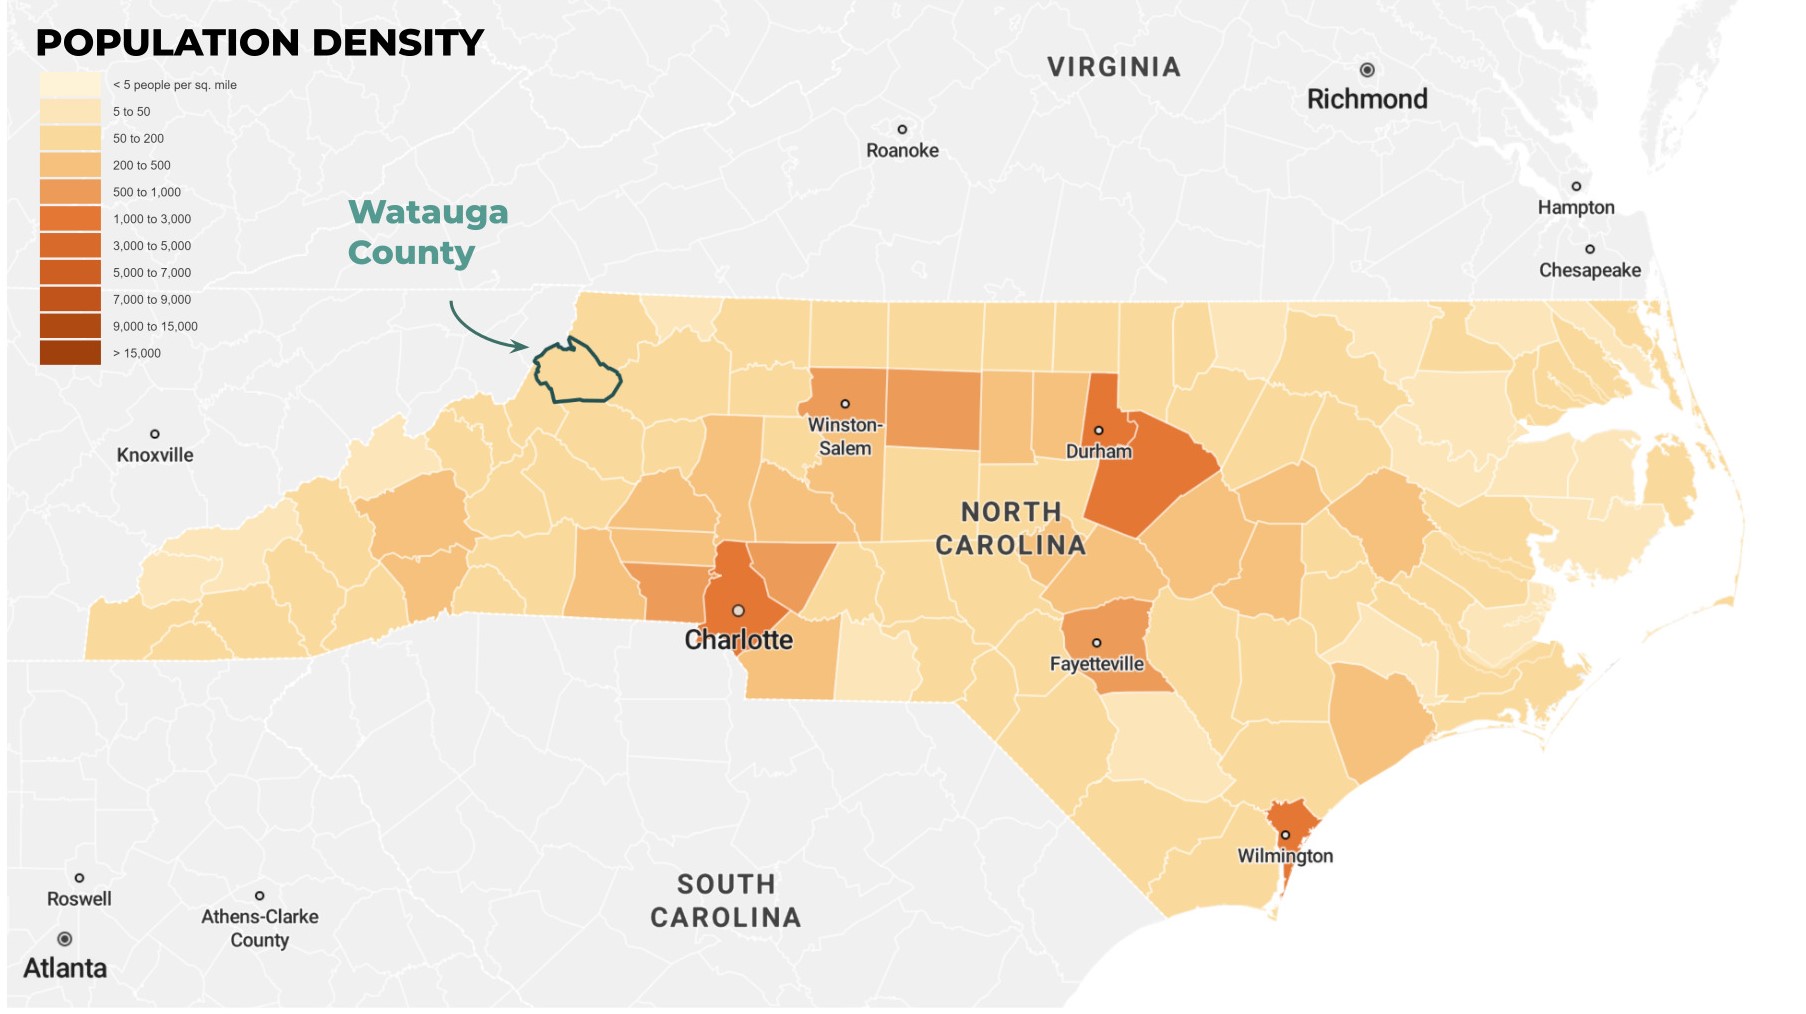 POPULATION DENSITY
< 5 people per sq. mile
5 to 50
50 to 200
200 to 500
500 to 1,000
1,000 to 3,000
3,000 to 5,000
5,000 to 7,000
7,000 to 9,000
9,000 to 15,000
> 15,000
Watauga
County
VIRGINIA
Richmond
Roanoke
Hampton
Chesapeake
Knoxville
Winston-
Salem
Durham
NORTH
CAROLINA
Charlotte
Fayetteville
Wilmington
SOUTH
CAROLINA
Roswell
Athens-Clarke
County
Atlanta